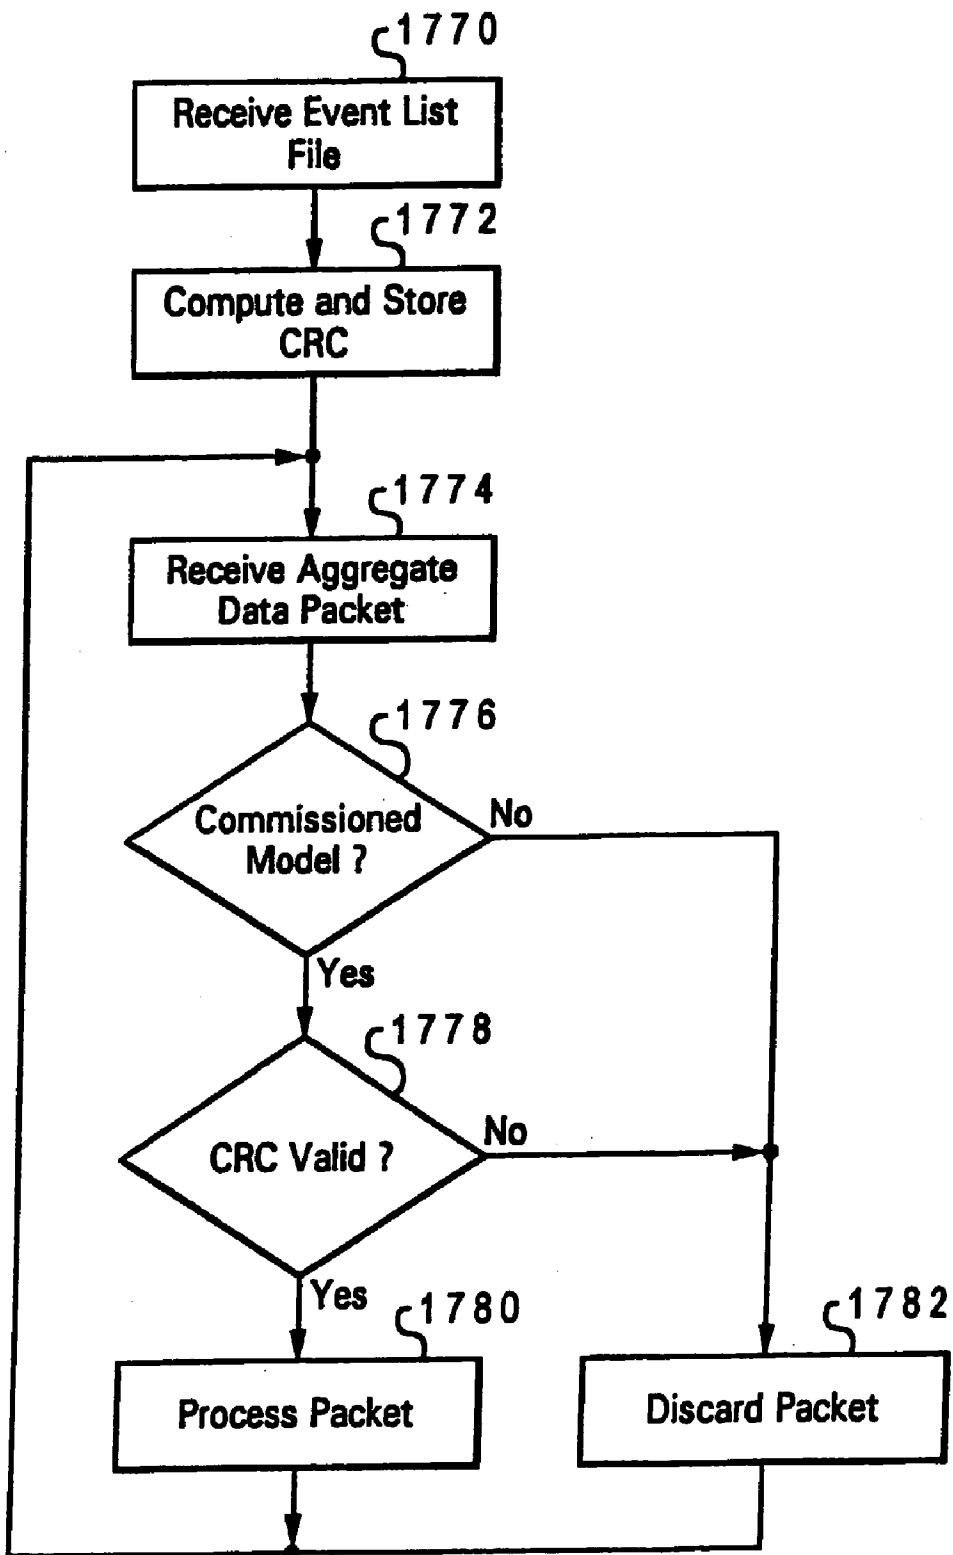 1770
Receive Event List
File
1772
Compute and Store
CRC
1774
Receive Aggregate
Data Packet
1776
Commissioned
Model ?
No
Yes
1778
CRC Valid ?
No
Yes
1780
Process Packet
1782
Discard Packet